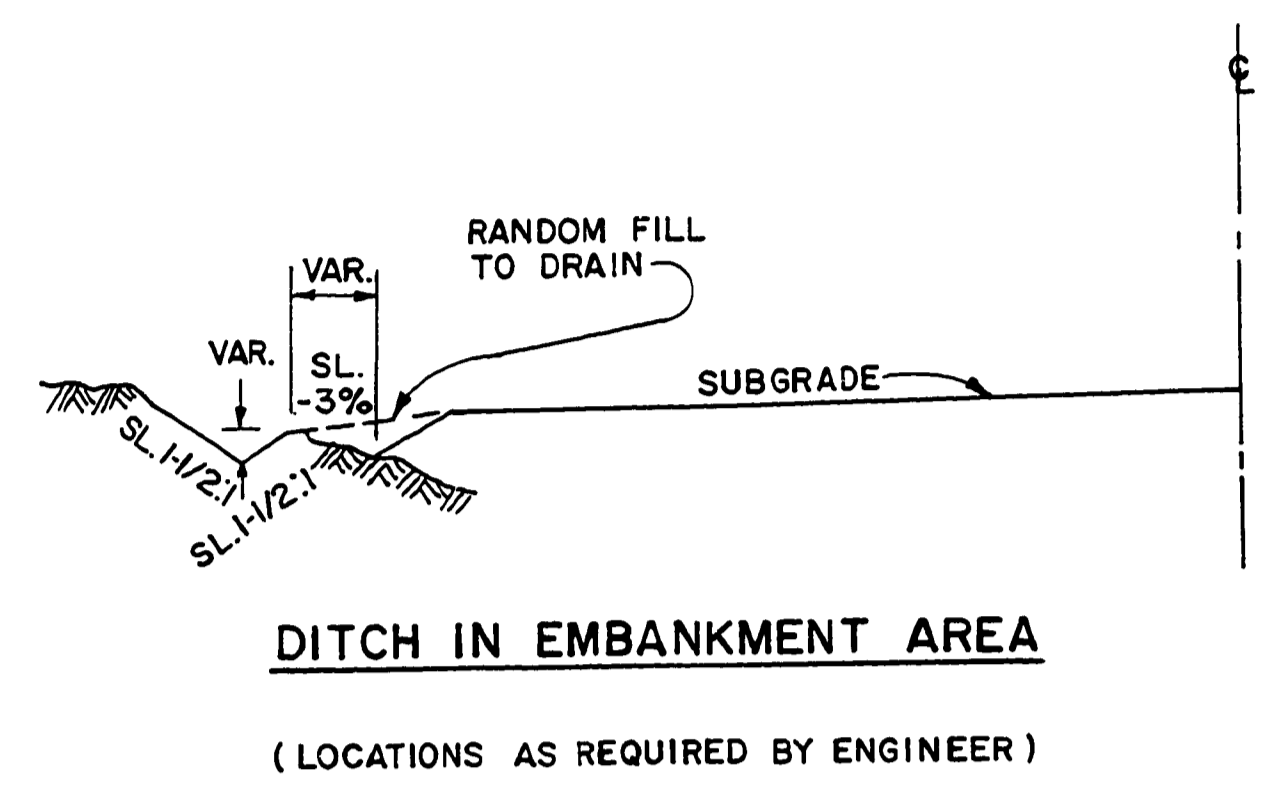 ℄
RANDOM FILL
TO DRAIN
VAR.
VAR.
SL.
-3%
SUBGRADE
SL. 1-1/2:1
SL. 1-1/2:1
DITCH IN EMBANKMENT AREA
(LOCATIONS AS REQUIRED BY ENGINEER)